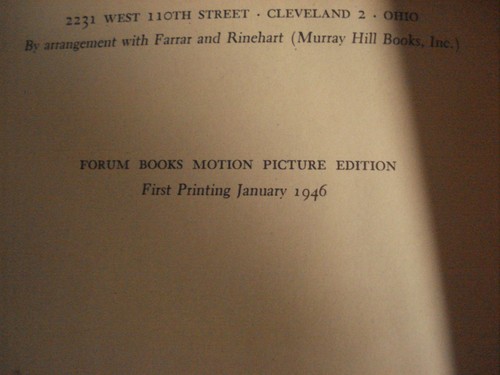 2231 WEST 110TH STREET · CLEVELAND 2 · OHIO
By arrangement with Farrar and Rinehart (Murray Hill Books, Inc.)
FORUM BOOKS MOTION PICTURE EDITION
First Printing January 1946